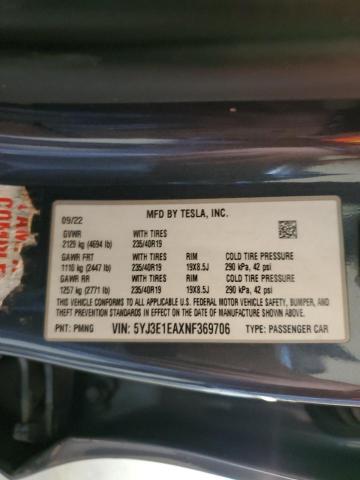 09/22 MFD BY TESLA, INC.
GVWR WITH TIRES
2129 kg (4694 lb) 235/40R19
GAWR FRT WITH TIRES RIM COLD TIRE PRESSURE
1110 kg (2447 lb) 235/40R19 19X8.5J 290 kPa, 42 psi
GAWR RR WITH TIRES RIM COLD TIRE PRESSURE
1257 kg (2771 lb) 235/40R19 19X8.5J 290 kPa, 42 psi
THIS VEHICLE CONFORMS TO ALL APPLICABLE U.S. FEDERAL MOTOR VEHICLE SAFETY, BUMPER, AND
THEFT PREVENTION STANDARDS IN EFFECT ON THE DATE OF MANUFACTURE SHOWN ABOVE.
PNT: PMNG VIN: 5YJ3E1EAXNF369706 TYPE: PASSENGER CAR